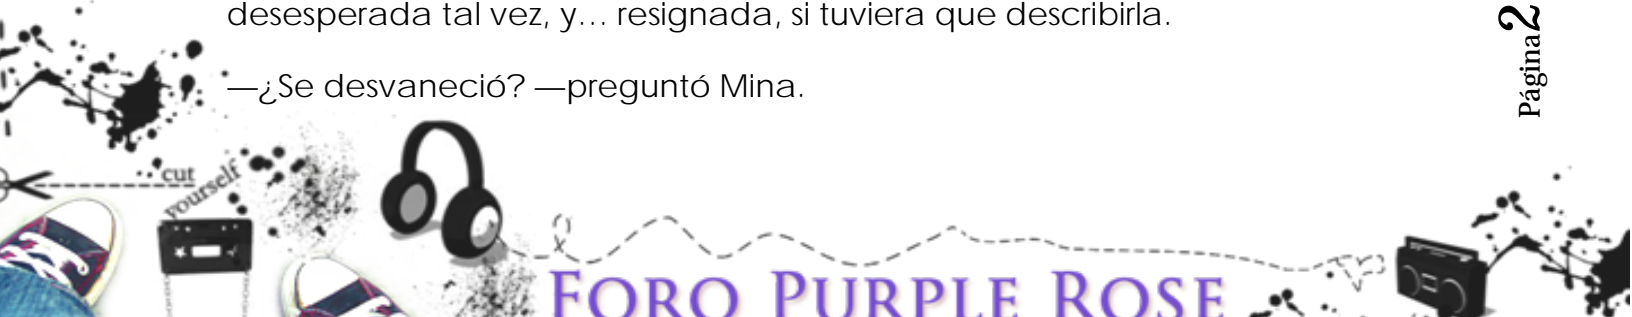 desesperada tal vez, y… resignada, si tuviera que describirla.
Página2
—¿Se desvaneció? —preguntó Mina.
cut
yourself
FORO PURPLE ROSE